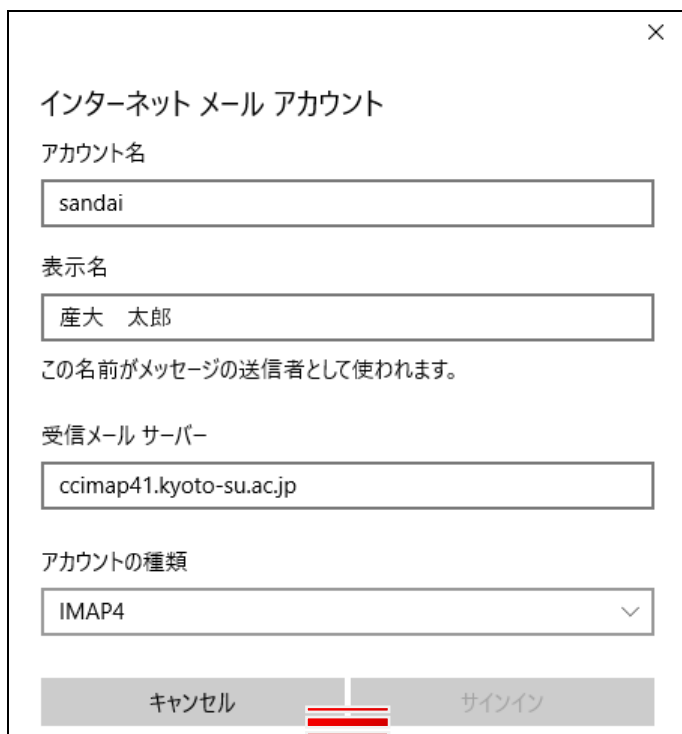 インターネット メール アカウント
アカウント名
sandai
表示名
産大　太郎
この名前がメッセージの送信者として使われます。
受信メール サーバー
ccimap41.kyoto-su.ac.jp
アカウントの種類
IMAP4
キャンセル サインイン